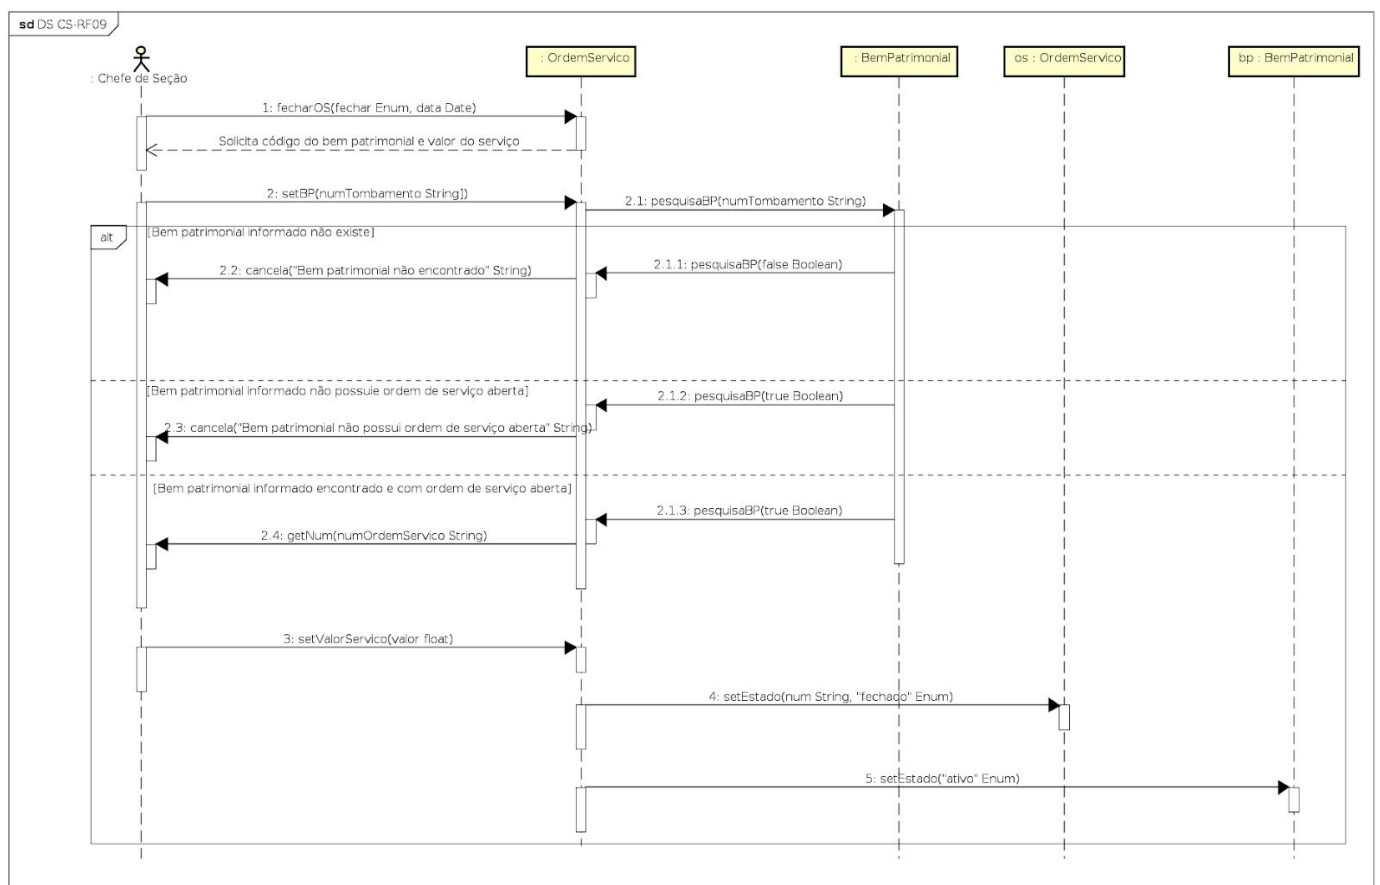 sd DS CS-RF09
: Chefe de Seção
: OrdemServico
: BemPatrimonial
os : OrdemServico
bp : BemPatrimonial
1: fecharOS(fechar Enum, data Date)
Solicita código do bem patrimonial e valor do serviço
2: setBP(numTombamento String])
2.1: pesquisaBP(numTombamento String)
alt
[Bem patrimonial informado não existe]
2.1.1: pesquisaBP(false Boolean)
2.2: cancela("Bem patrimonial não encontrado" String)
[Bem patrimonial informado não possuie ordem de serviço aberta]
2.1.2: pesquisaBP(true Boolean)
2.3: cancela("Bem patrimonial não possui ordem de serviço aberta" String)
[Bem patrimonial informado encontrado e com ordem de serviço aberta]
2.1.3: pesquisaBP(true Boolean)
2.4: getNum(numOrdemServico String)
3: setValorServico(valor float)
4: setEstado(num String, "fechado" Enum)
5: setEstado("ativo" Enum)